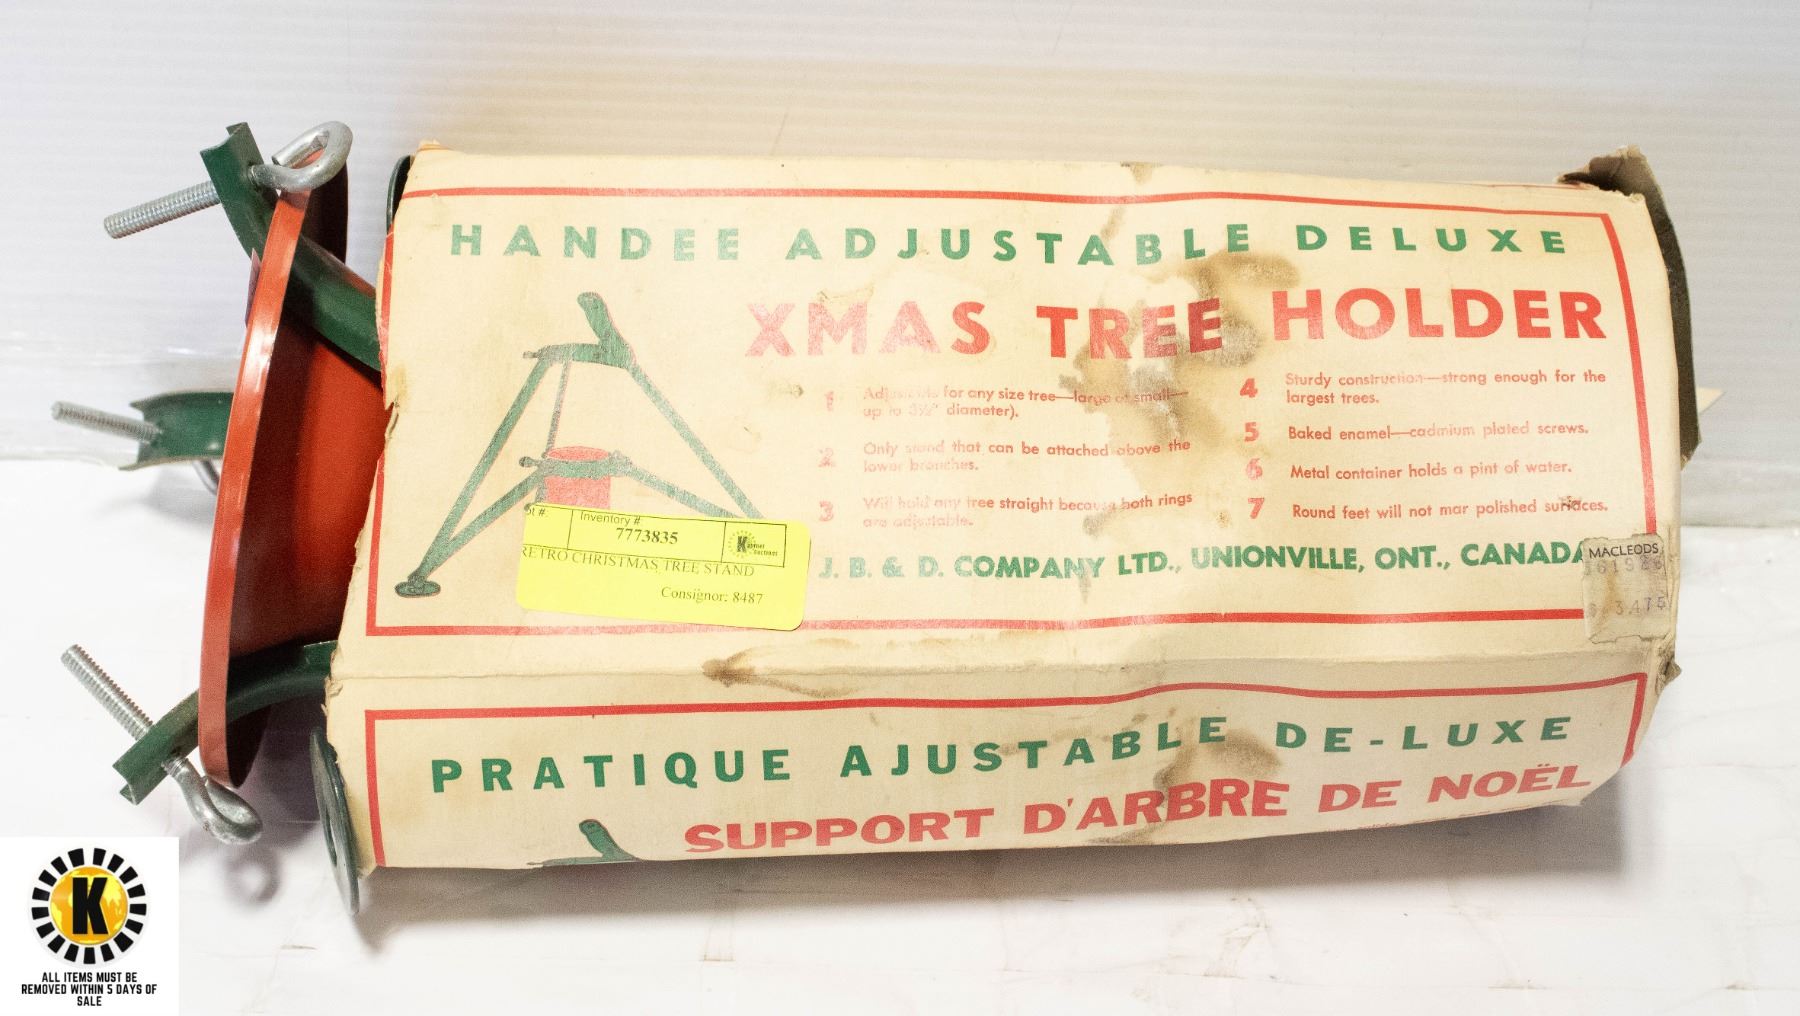 HANDEE ADJUSTABLE DELUXE
XMAS TREE HOLDER
1 Adjustable for any size tree—large or small—
up to 3½" diameter).
2 Only stand that can be attached above the
lower branches.
3 Will hold any tree straight because both rings
are adjustable.
4 Sturdy construction—strong enough for the
largest trees.
5 Baked enamel—cadmium plated screws.
6 Metal container holds a pint of water.
7 Round feet will not mar polished surfaces.
J. B. & D. COMPANY LTD., UNIONVILLE, ONT., CANADA
MACLEODS
3.475
Inventory #
7773835
RETRO CHRISTMAS TREE STAND
Consignor: 8487
PRATIQUE AJUSTABLE DE-LUXE
SUPPORT D'ARBRE DE NOËL
K
ALL ITEMS MUST BE
REMOVED WITHIN 5 DAYS OF
SALE